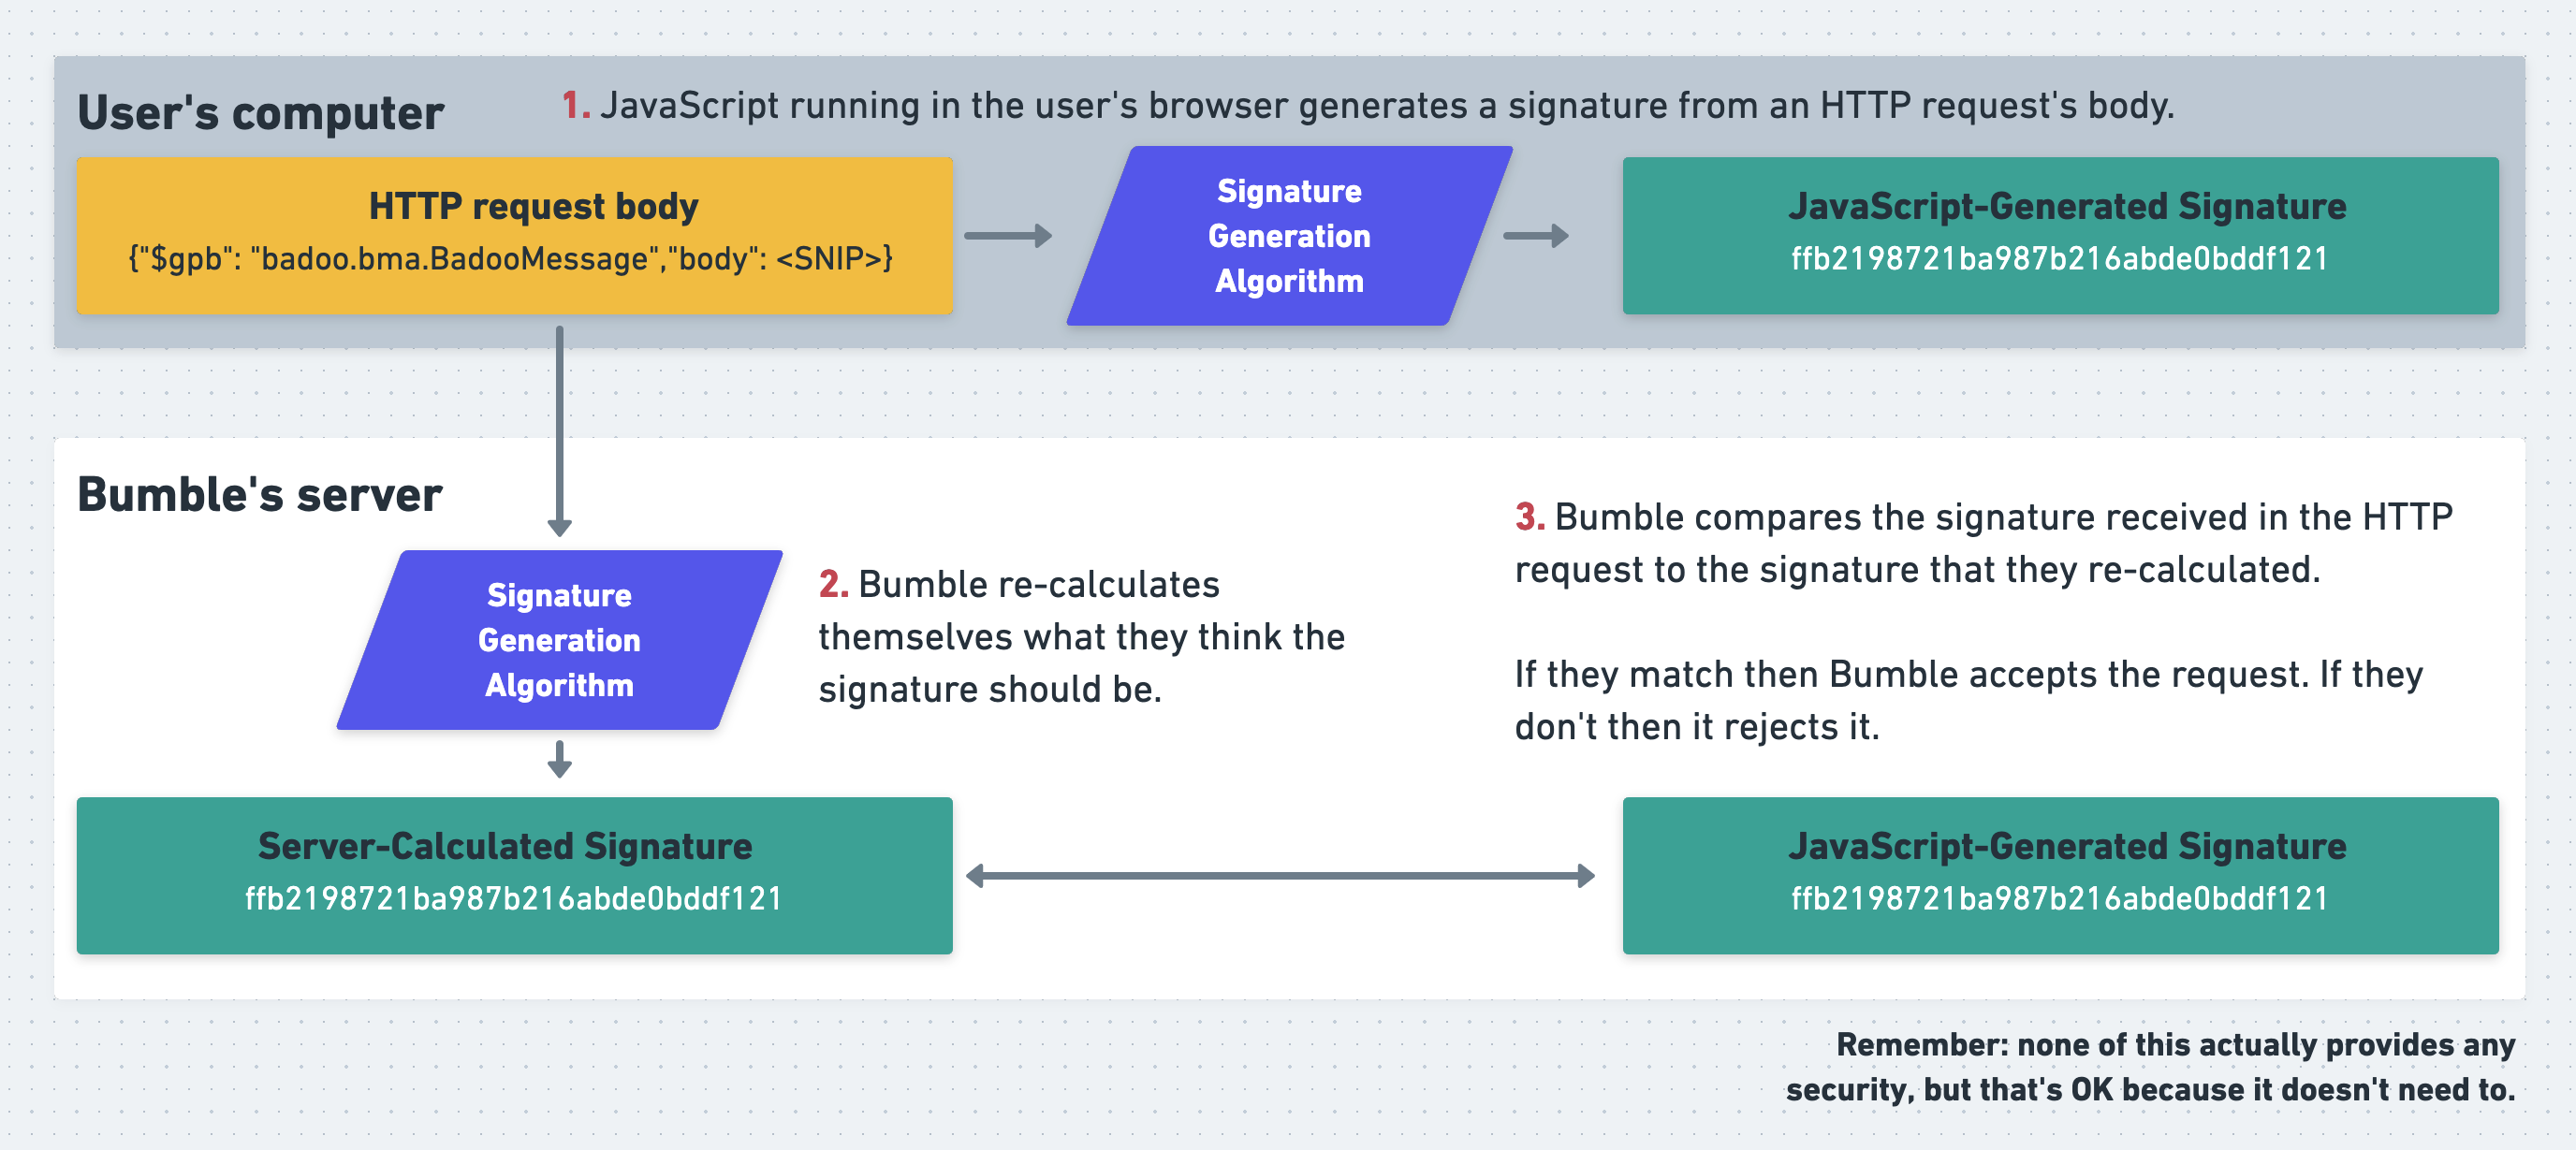 User's computer
1. JavaScript running in the user's browser generates a signature from an HTTP request's body.
HTTP request body
{"$gpb": "badoo.bma.BadooMessage","body": <SNIP>}
Signature
Generation
Algorithm
JavaScript-Generated Signature
ffb2198721ba987b216abde0bddf121
Bumble's server
Signature
Generation
Algorithm
2. Bumble re-calculates
themselves what they think the
signature should be.
3. Bumble compares the signature received in the HTTP
request to the signature that they re-calculated.
If they match then Bumble accepts the request. If they
don't then it rejects it.
Server-Calculated Signature
ffb2198721ba987b216abde0bddf121
JavaScript-Generated Signature
ffb2198721ba987b216abde0bddf121
Remember: none of this actually provides any
security, but that's OK because it doesn't need to.